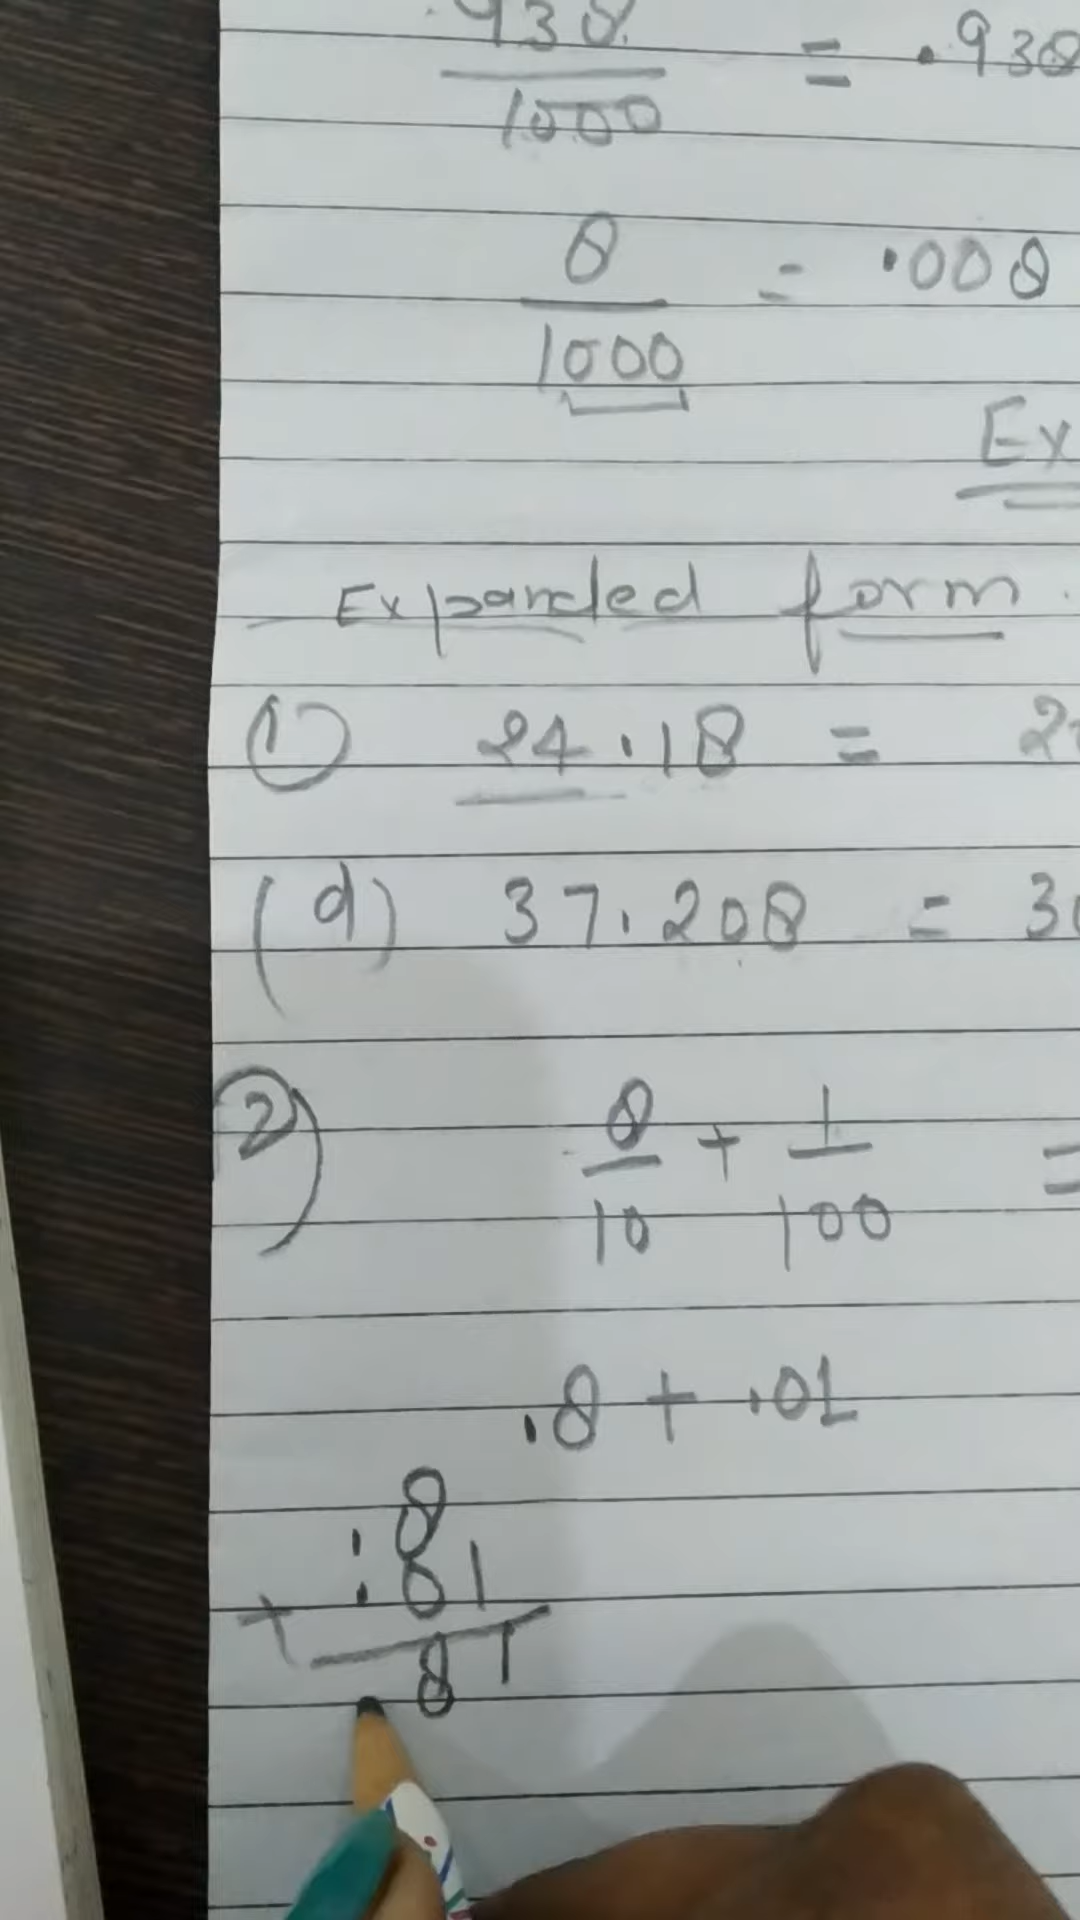 938/1000 = .938
8/1000 = .008
Ex
Expanded form.
① 24.18 = 2
(d) 37.208 = 30
2) 8/10 + 1/100 =
.8 + .01
.8
+ .01
81